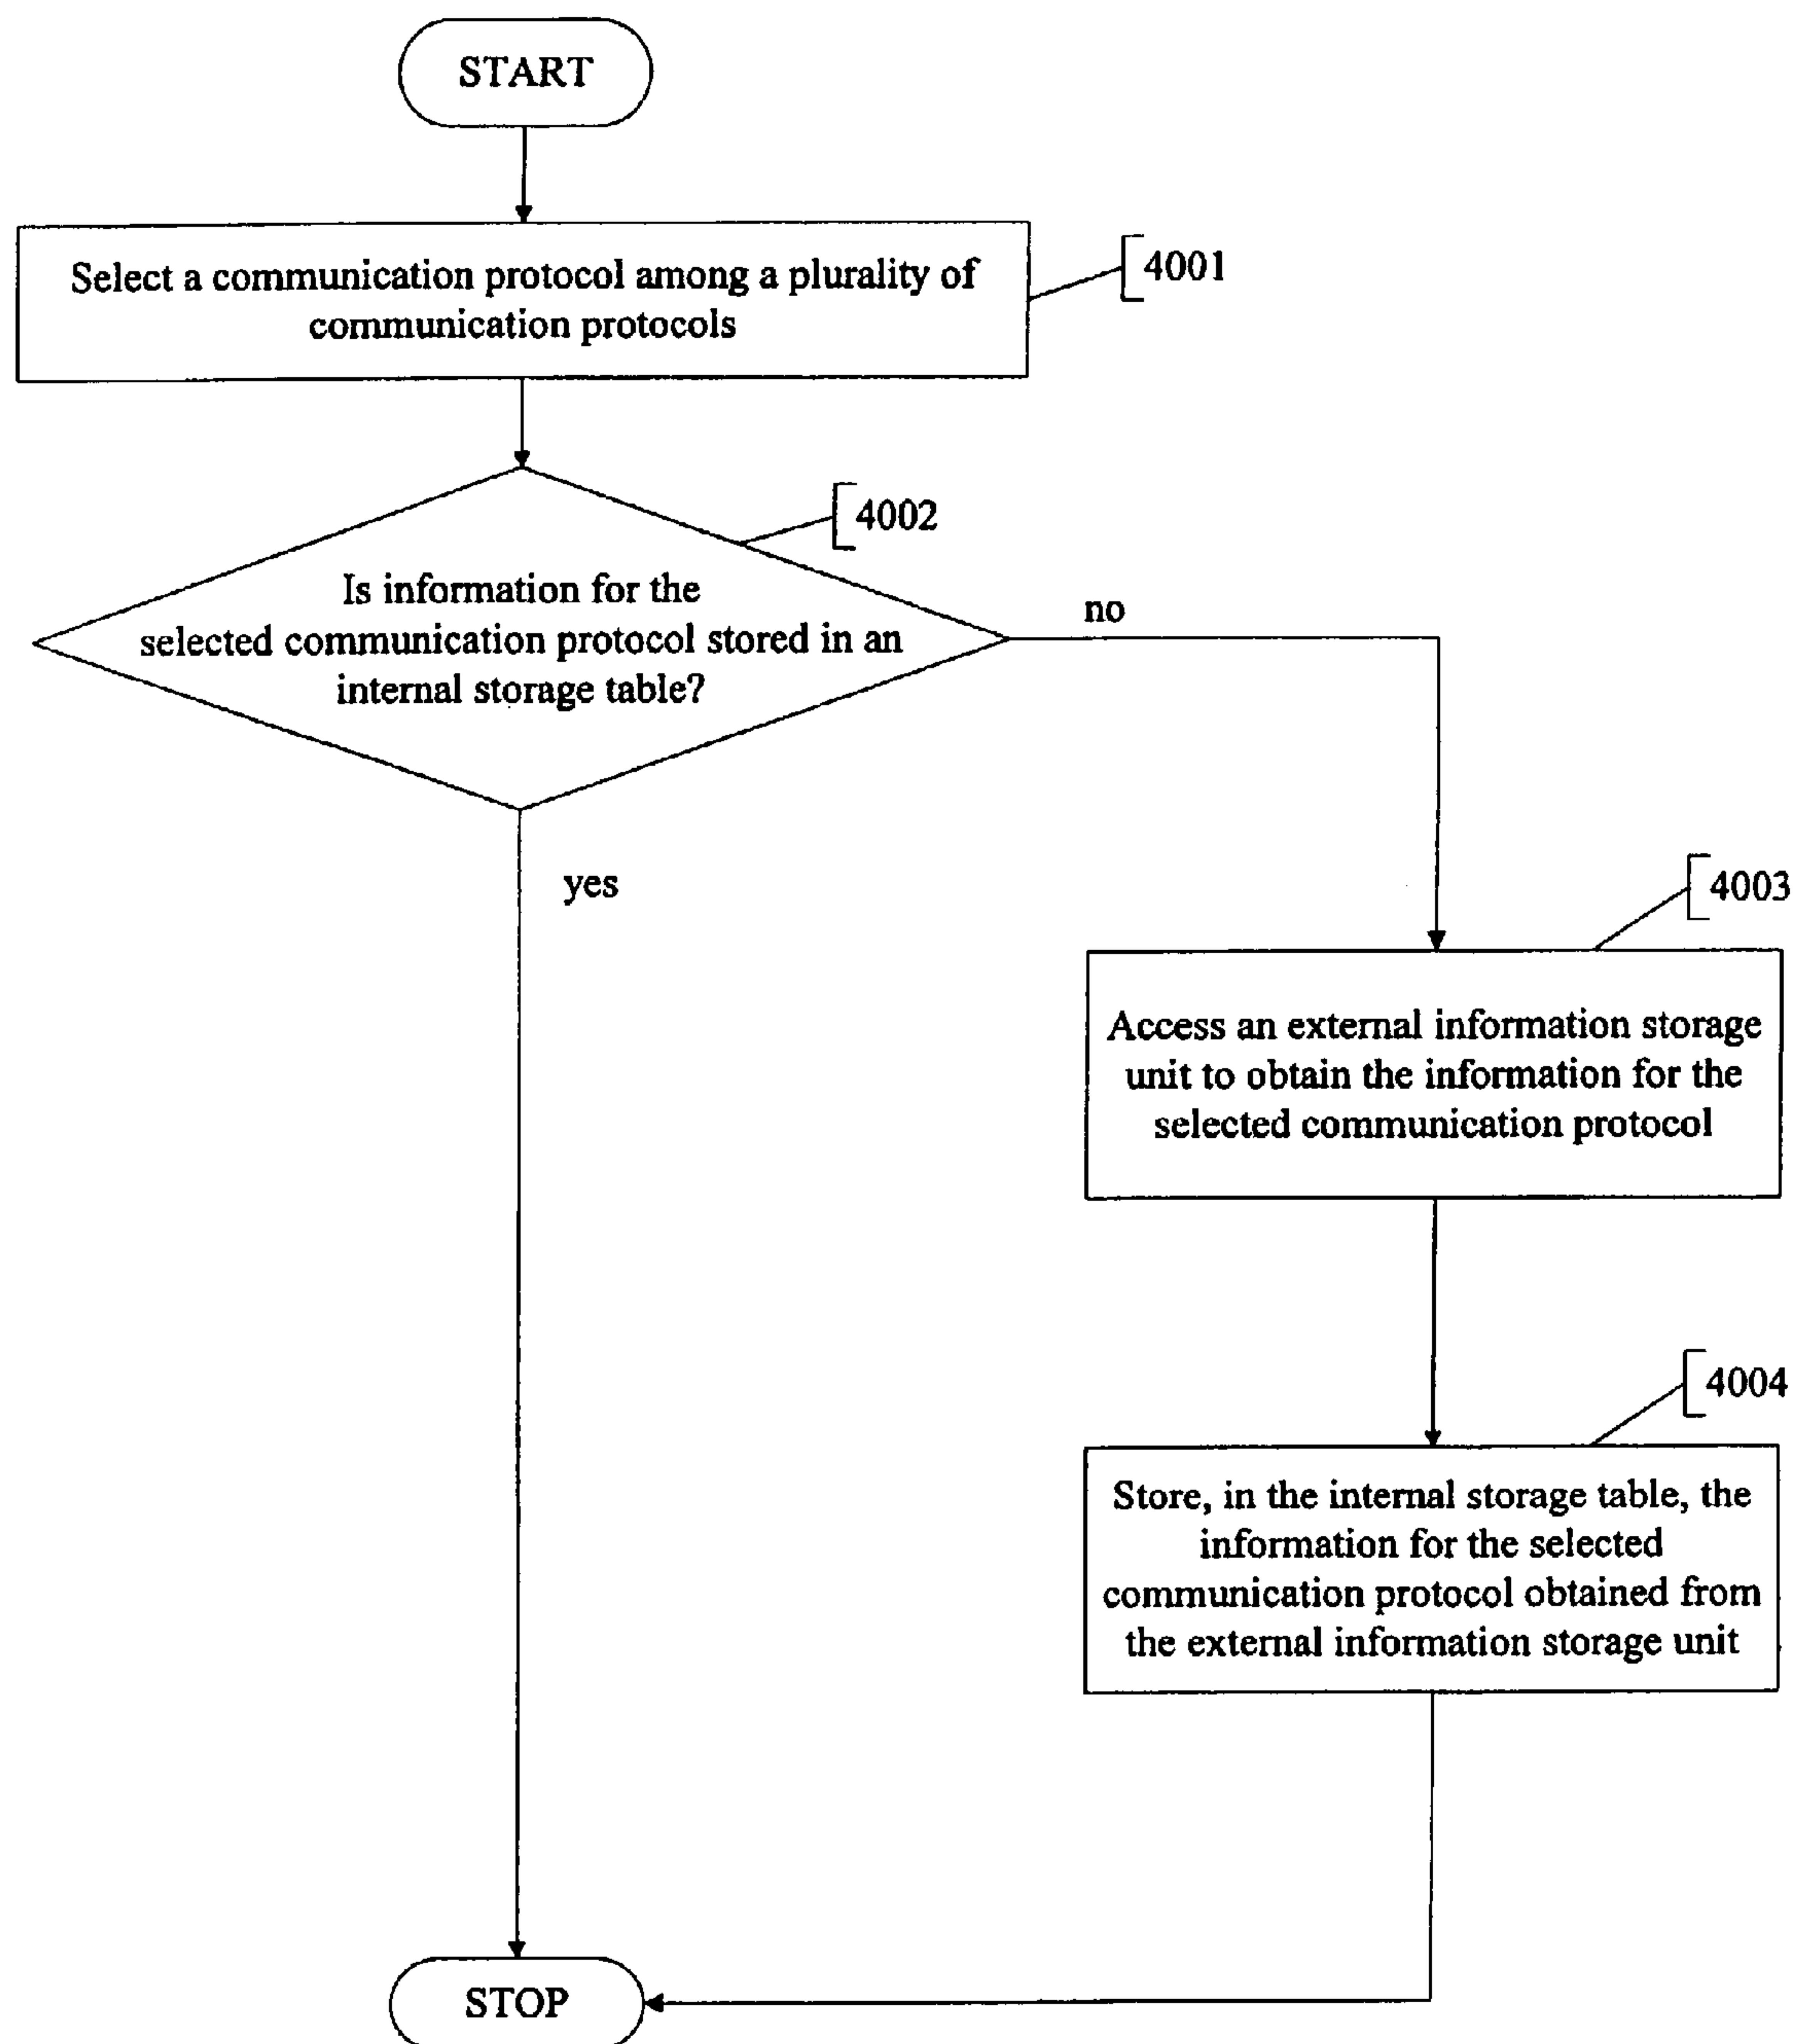 START
Select a communication protocol among a plurality of
communication protocols
4001
4002
Is information for the
selected communication protocol stored in an
internal storage table?
no
yes
4003
Access an external information storage
unit to obtain the information for the
selected communication protocol
4004
Store, in the internal storage table, the
information for the selected
communication protocol obtained from
the external information storage unit
STOP